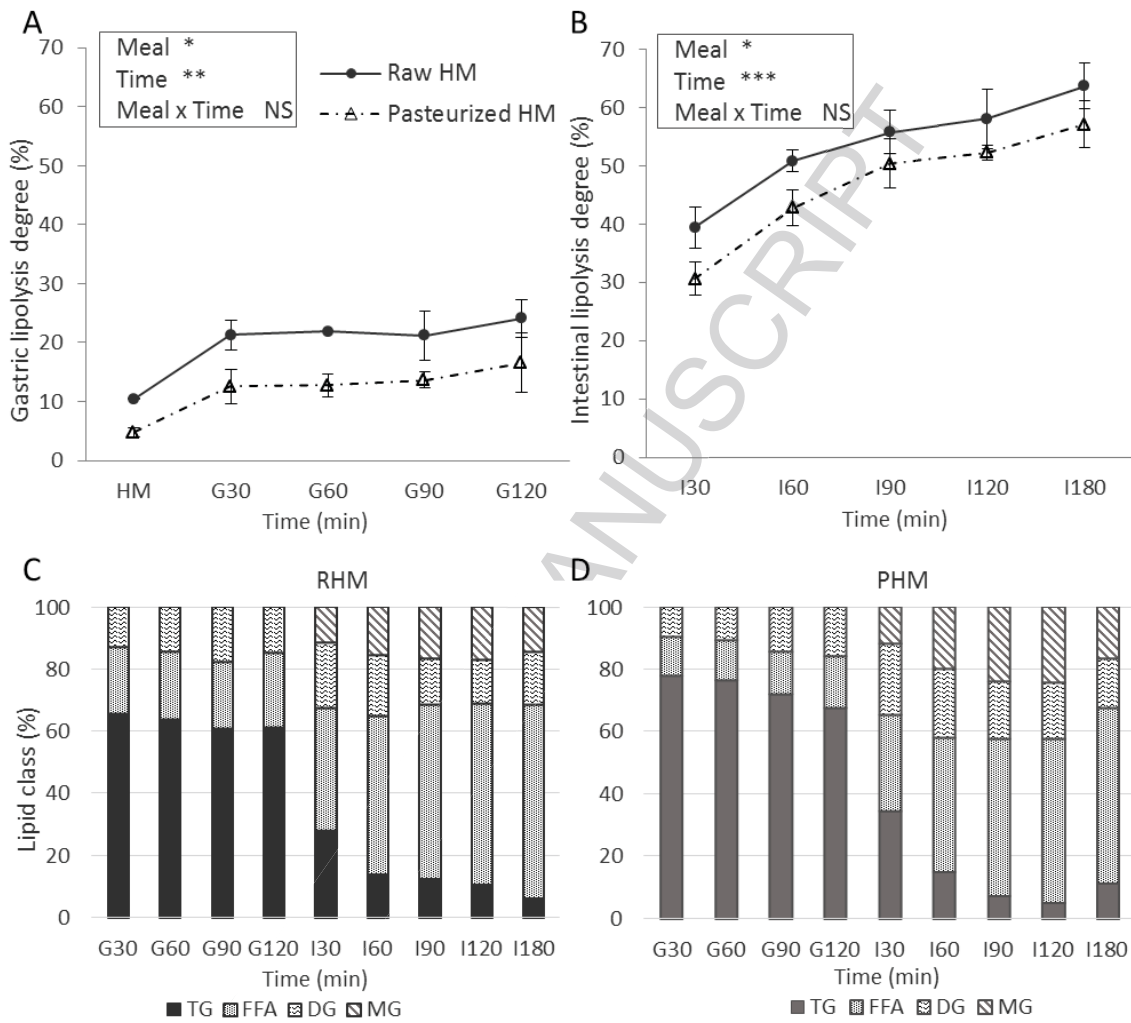 A
70
60
50
40
30
20
10
0
Gastric lipolysis degree (%)
Meal *
Time **
Meal x Time NS
Raw HM
Pasteurized HM
HM G30 G60 G90 G120
Time (min)
B
70
60
50
40
30
20
10
0
Intestinal lipolysis degree (%)
Meal *
Time ***
Meal x Time NS
I30 I60 I90 I120 I180
Time (min)
ANUSCRIPT
C
RHM
100
80
60
40
20
0
Lipid class (%)
G30 G60 G90 G120 I30 I60 I90 I120 I180
Time (min)
TG FFA DG MG
D
PHM
100
80
60
40
20
0
G30 G60 G90 G120 I30 I60 I90 I120 I180
Time (min)
TG FFA DG MG